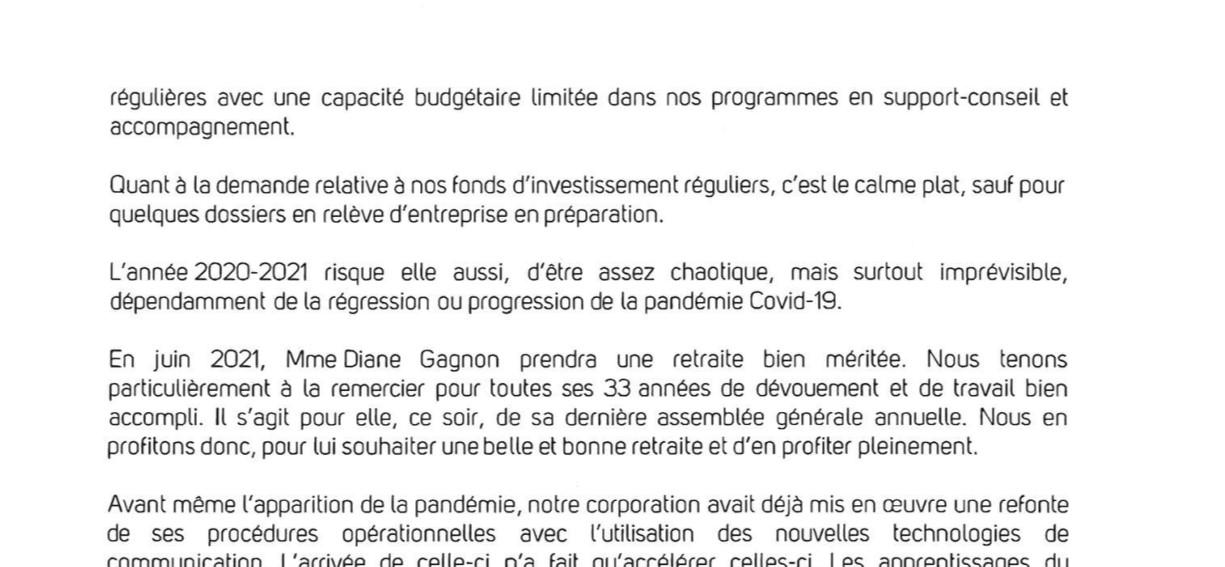 régulières avec une capacité budgétaire limitée dans nos programmes en support-conseil et
accompagnement.
Quant à la demande relative à nos fonds d'investissement réguliers, c'est le calme plat, sauf pour
quelques dossiers en relève d'entreprise en préparation.
L'année 2020-2021 risque elle aussi, d'être assez chaotique, mais surtout imprévisible,
dépendamment de la régression ou progression de la pandémie Covid-19.
En juin 2021, Mme Diane Gagnon prendra une retraite bien méritée. Nous tenons
particulièrement à la remercier pour toutes ses 33 années de dévouement et de travail bien
accompli. Il s'agit pour elle, ce soir, de sa dernière assemblée générale annuelle. Nous en
profitons donc, pour lui souhaiter une belle et bonne retraite et d'en profiter pleinement.
Avant même l'apparition de la pandémie, notre corporation avait déjà mis en œuvre une refonte
de ses procédures opérationnelles avec l'utilisation des nouvelles technologies de
communication. L'arrivée de celle-ci n'a fait qu'accélérer celles-ci. Les apprentissages du